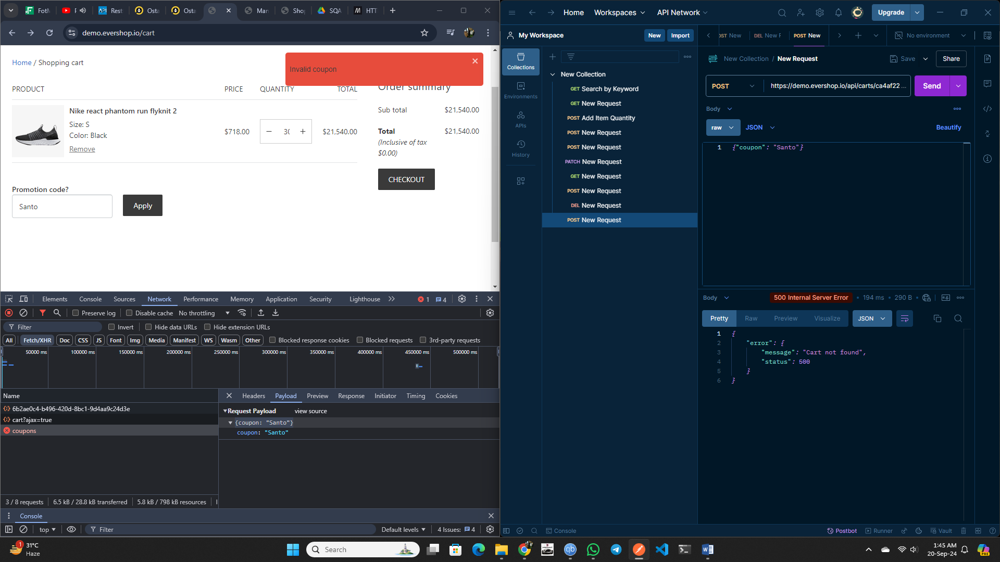 FotM
Rest
Osta
Osta
Man
Shop
SQA
HTT
demo.evershop.io/cart
Home / Shopping cart
Invalid coupon
PRODUCT PRICE QUANTITY TOTAL
Nike react phantom run flyknit 2
Size: S
Color: Black
Remove
$718.00
30
$21,540.00
Order summary
Sub total $21,540.00
Total $21,540.00
(Inclusive of tax
$0.00)
CHECKOUT
Promotion code?
Santo
Apply
Elements Console Sources Network Performance Memory Application Security Lighthouse 1 4
Preserve log Disable cache No throttling
Filter Invert Hide data URLs Hide extension URLs
All Fetch/XHR Doc CSS JS Font Img Media Manifest WS Wasm Other Blocked response cookies Blocked requests 3rd-party requests
50000 ms 100000 ms 150000 ms 200000 ms 250000 ms 300000 ms 350000 ms 400000 ms 450000 ms 500000 ms
Name
6b2ae0c4-b496-420d-8bc1-9d4aa9c24d3e
cart?ajax=true
coupons
Headers Payload Preview Response Initiator Timing Cookies
Request Payload view source
{coupon: "Santo"}
coupon: "Santo"
3 / 8 requests 6.5 kB / 28.8 kB transferred 5.8 kB / 798 kB resources
Console
top Filter Default levels 4 Issues: 4
Home Workspaces API Network Upgrade
My Workspace New Import
OST New DEL New POST New No environment
Collections
Environments
APIs
History
New Collection
GET Search by Keyword
GET New Request
POST Add Item Quantity
POST New Request
POST New Request
PATCH New Request
GET New Request
POST New Request
DEL New Request
POST New Request
HTTP New Collection / New Request Save Share
POST https://demo.evershop.io/api/carts/ca4af22 ... Send
Body
raw JSON Beautify
1 {"coupon": "Santo"}
Body 500 Internal Server Error • 194 ms • 290 B
Pretty Raw Preview Visualize JSON
1 {
2 "error": {
3 "message": "Cart not found",
4 "status": 500
5 }
6 }
Console Postbot Runner Vault
1
31°C
Haze
Search
1:45 AM
20-Sep-24